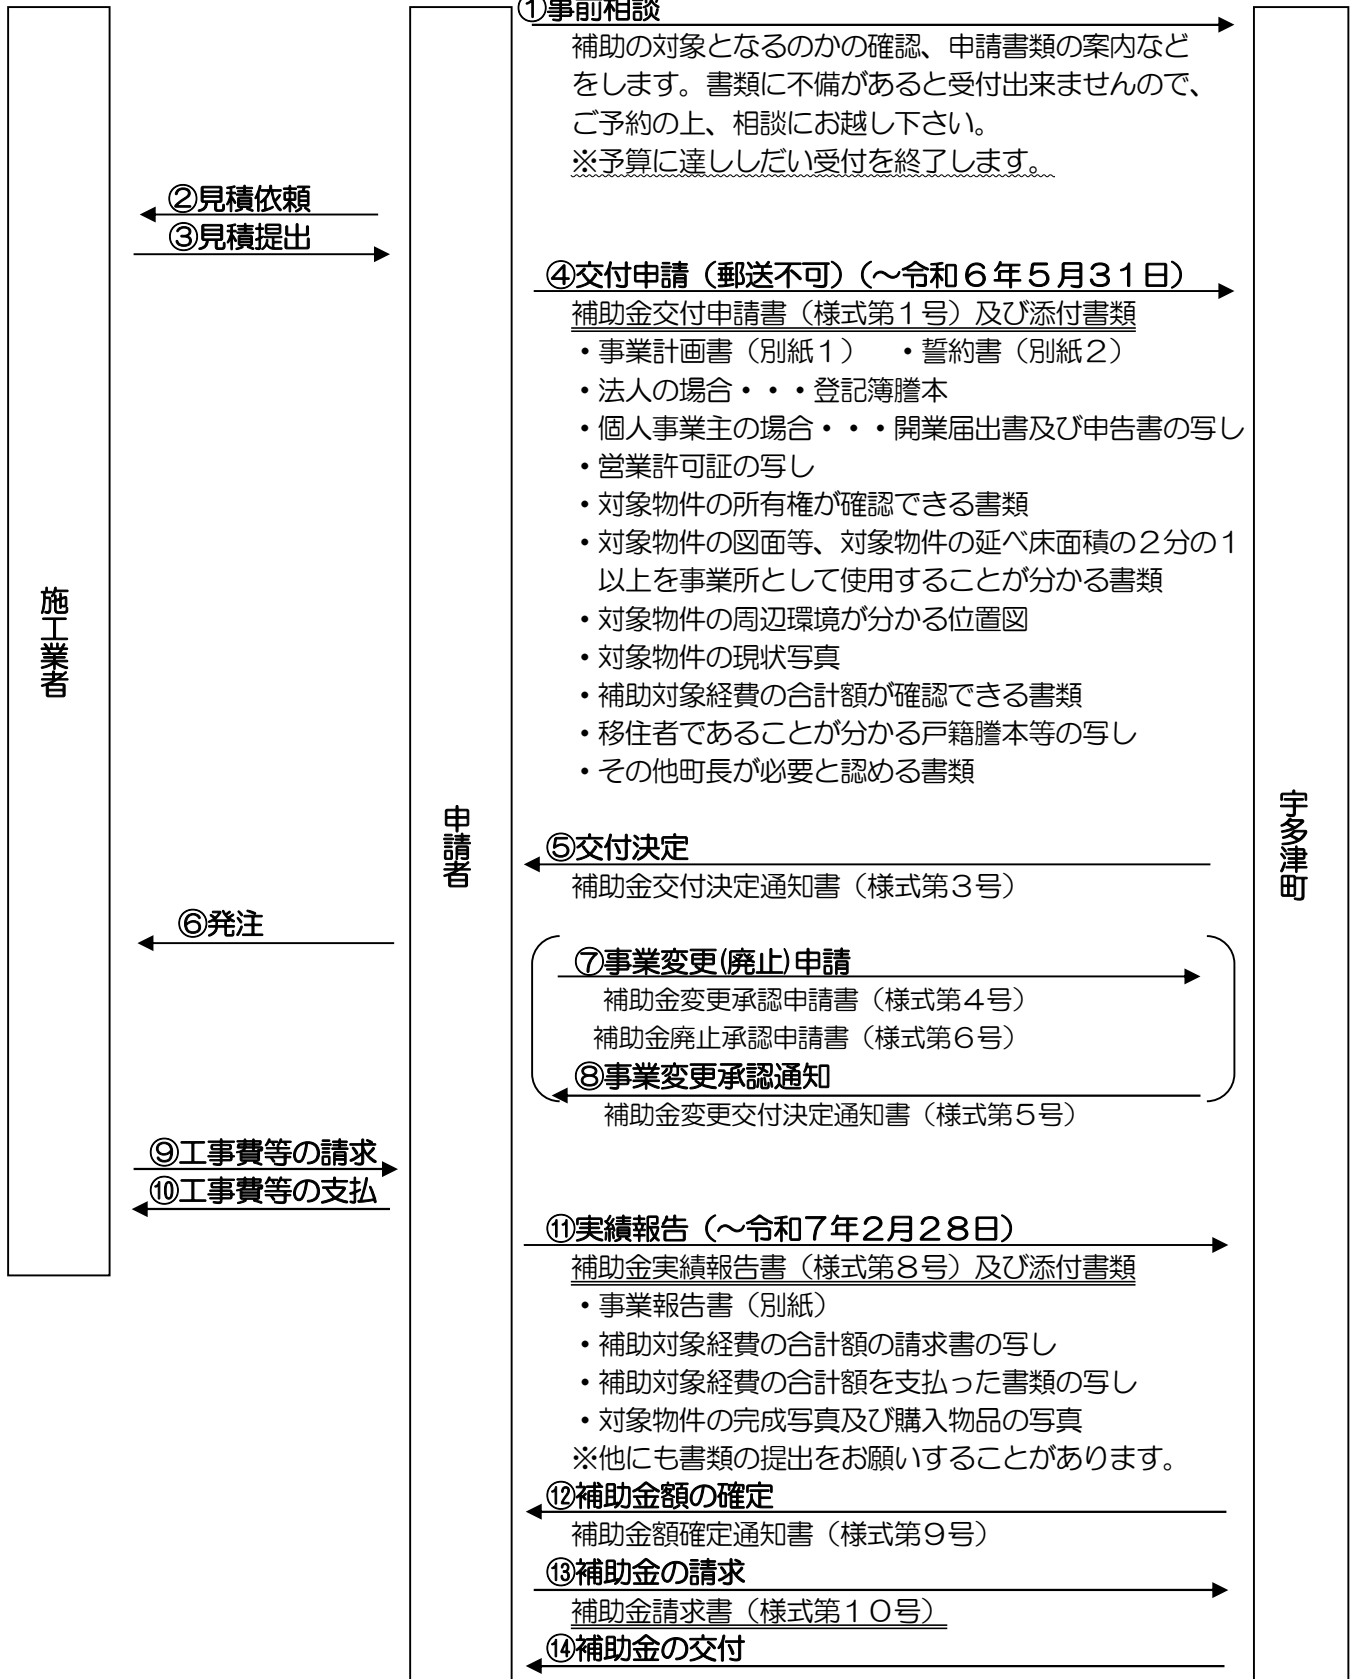 ①事前相談
補助の対象となるのかの確認、申請書類の案内など
をします。書類に不備があると受付出来ませんので、
ご予約の上、相談にお越し下さい。
※予算に達ししだい受付を終了します。
②見積依頼
③見積提出
④交付申請（郵送不可）（～令和６年５月３１日）
補助金交付申請書（様式第１号）及び添付書類
・事業計画書（別紙１）　・誓約書（別紙２）
・法人の場合・・・登記簿謄本
・個人事業主の場合・・・開業届出書及び申告書の写し
・営業許可証の写し
・対象物件の所有権が確認できる書類
・対象物件の図面等、対象物件の延べ床面積の２分の１
以上を事業所として使用することが分かる書類
・対象物件の周辺環境が分かる位置図
・対象物件の現状写真
・補助対象経費の合計額が確認できる書類
・移住者であることが分かる戸籍謄本等の写し
・その他町長が必要と認める書類
施工業者
申請者
宇多津町
⑤交付決定
補助金交付決定通知書（様式第３号）
⑥発注
⑦事業変更(廃止)申請
補助金変更承認申請書（様式第４号）
補助金廃止承認申請書（様式第６号）
⑧事業変更承認通知
補助金変更交付決定通知書（様式第５号）
⑨工事費等の請求
⑩工事費等の支払
⑪実績報告（～令和７年２月２８日）
補助金実績報告書（様式第８号）及び添付書類
・事業報告書（別紙）
・補助対象経費の合計額の請求書の写し
・補助対象経費の合計額を支払った書類の写し
・対象物件の完成写真及び購入物品の写真
※他にも書類の提出をお願いすることがあります。
⑫補助金額の確定
補助金額確定通知書（様式第９号）
⑬補助金の請求
補助金請求書（様式第１０号）
⑭補助金の交付